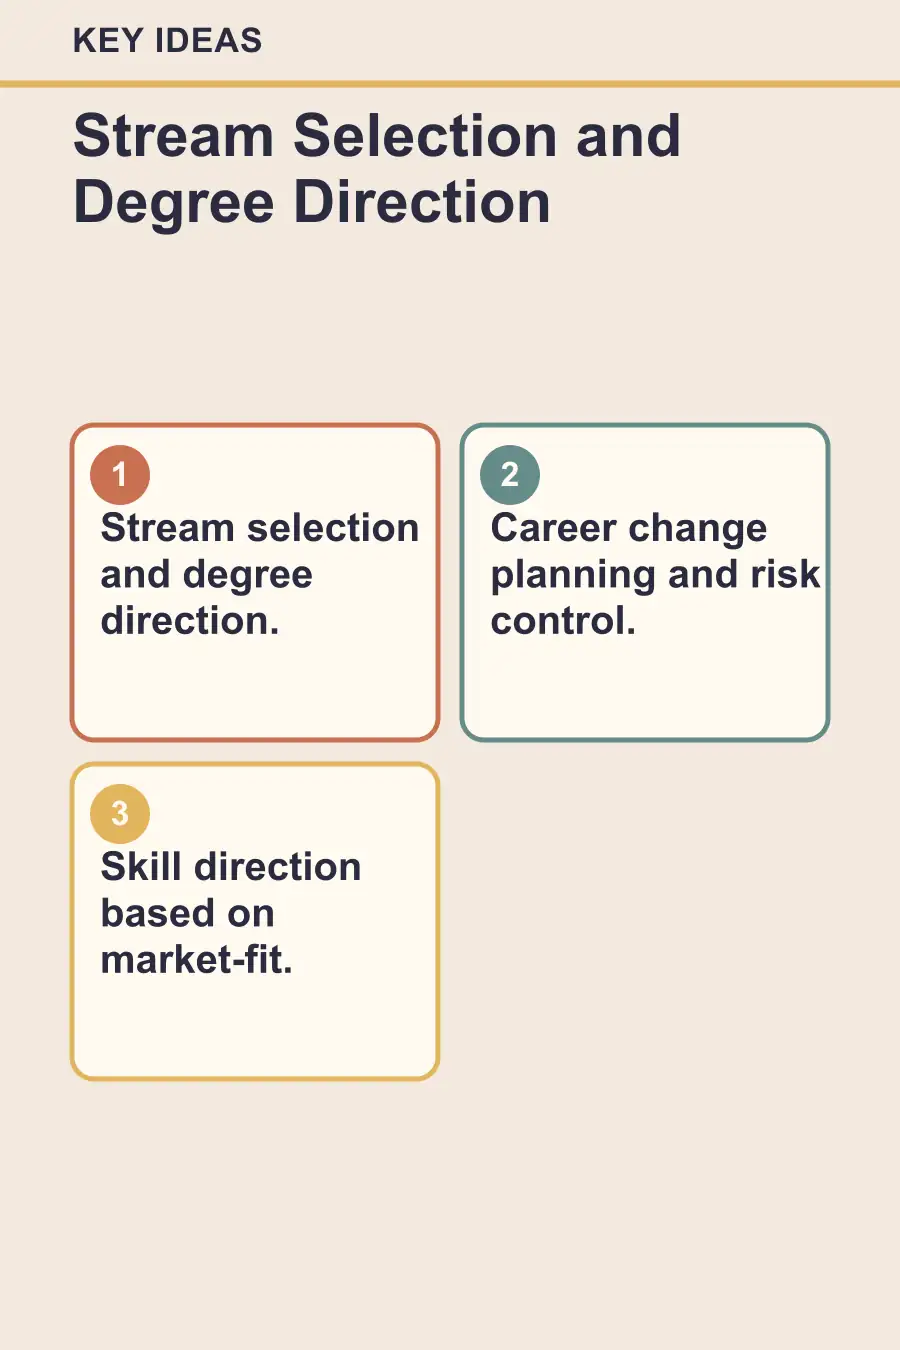 KEY IDEAS
Stream Selection and
Degree Direction
1
Stream selection
and degree
direction.
2
Career change
planning and risk
control.
3
Skill direction
based on
market-fit.